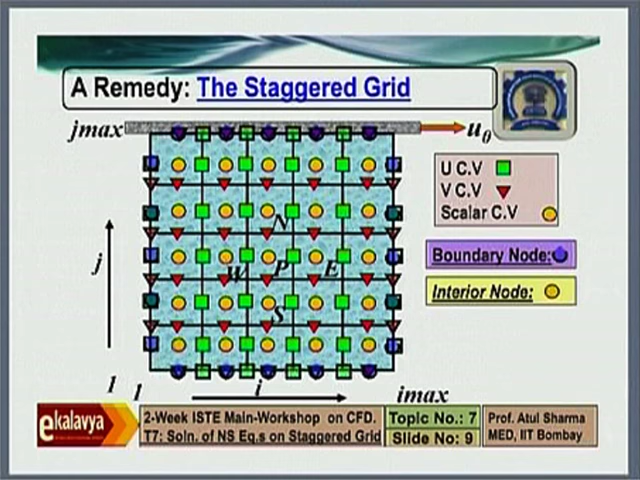 A Remedy: The Staggered Grid
jmax
u0
U C.V
V C.V
Scalar C.V
N
W P E
S
Boundary Node:
Interior Node:
j
1 1
i
imax
ekalavya
2-Week ISTE Main-Workshop on CFD.
T7: Soln. of NS Eq.s on Staggered Grid
Topic No.: 7
Slide No: 9
Prof. Atul Sharma
MED, IIT Bombay